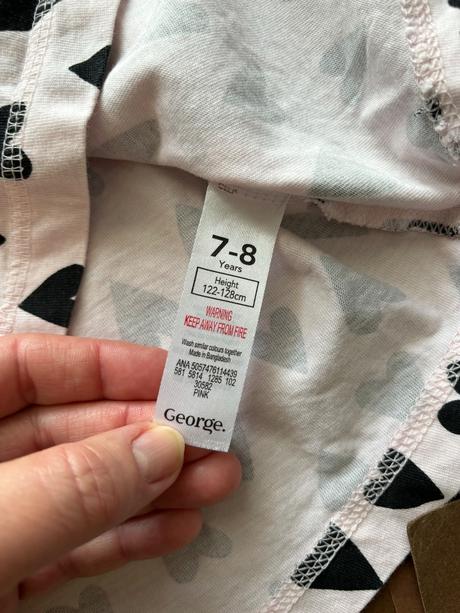 7-8
Years
Height
122-128cm
WARNING
KEEP AWAY FROM FIRE
Wash similar colours together
Made in Bangladesh
ANA 5057476114439
581 5814 1285 102
30582
PINK
George.